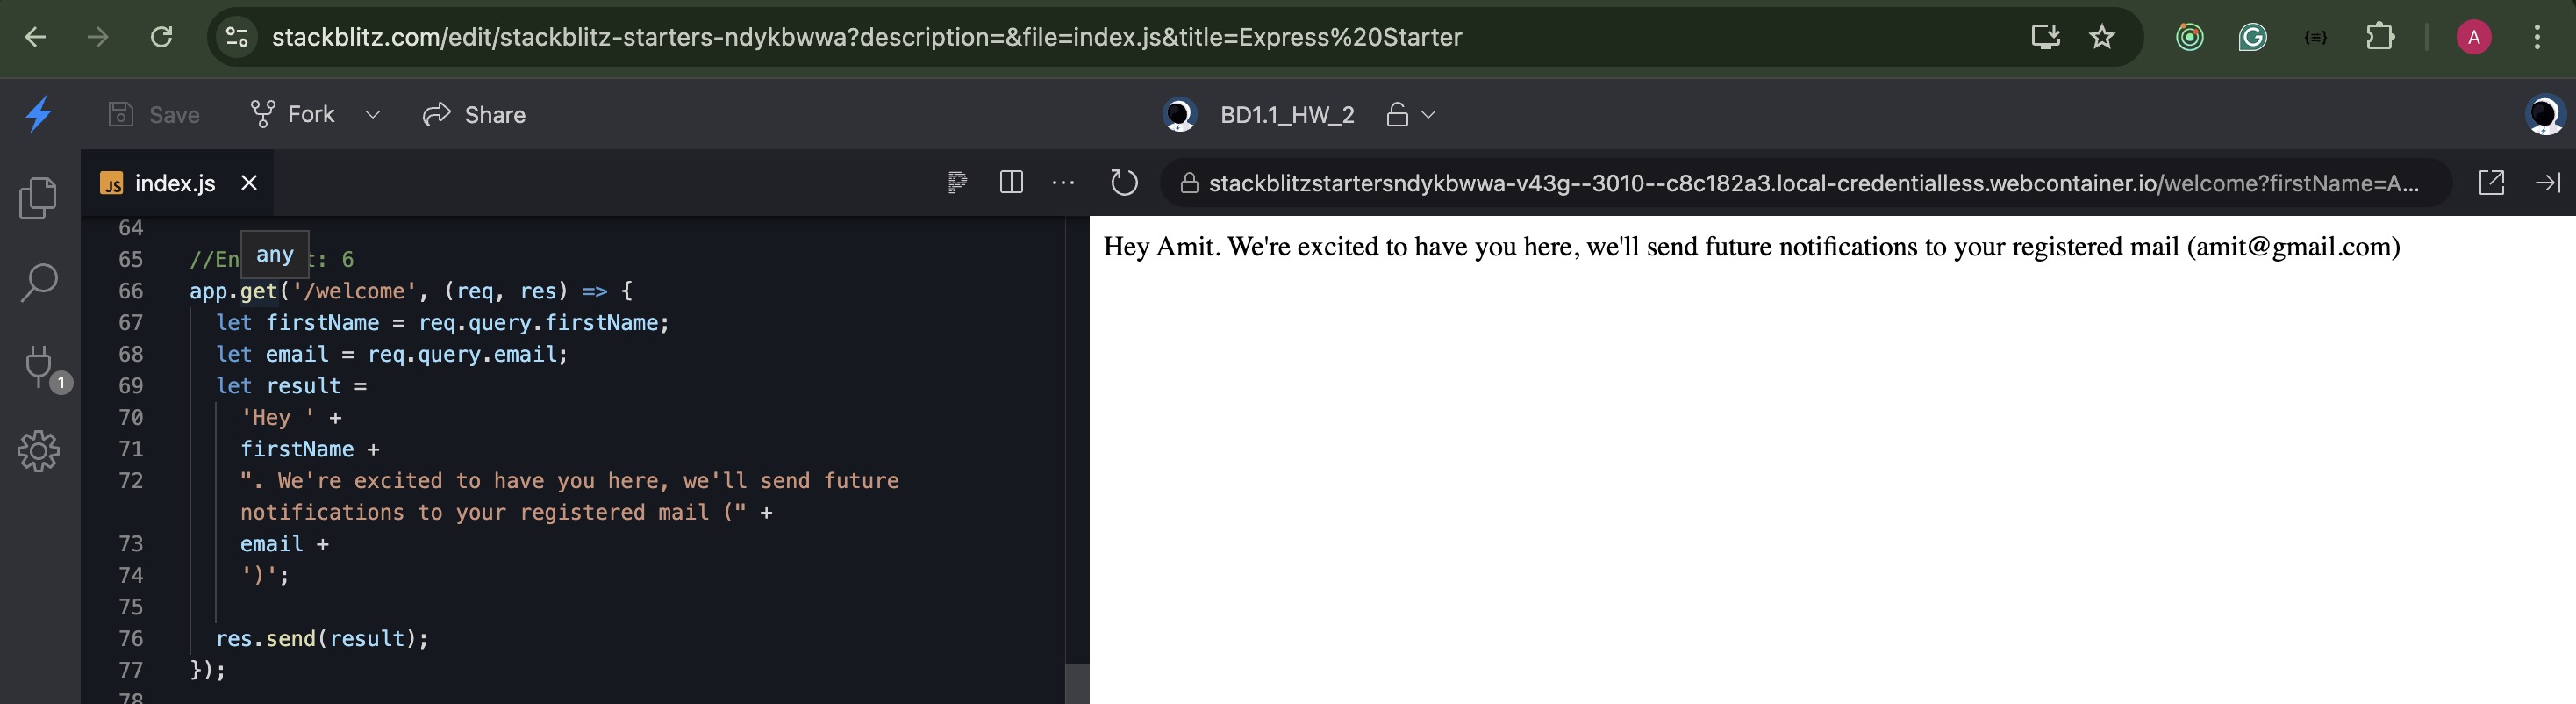 stackblitz.com/edit/stackblitz-starters-ndykbwwa?description=&file=index.js&title=Express%20Starter
A
Save
Fork
Share
BD1.1_HW_2
JS index.js
stackblitzstartersndykbwwa-v43g--3010--c8c182a3.local-credentialless.webcontainer.io/welcome?firstName=A...
64
any
65 //En t: 6
66 app.get('/welcome', (req, res) => {
67 let firstName = req.query.firstName;
68 let email = req.query.email;
1
69 let result =
70 'Hey ' +
71 firstName +
72 ". We're excited to have you here, we'll send future
notifications to your registered mail (" +
73 email +
74 ')';
75
76 res.send(result);
77 });
78
Hey Amit. We're excited to have you here, we'll send future notifications to your registered mail (amit@gmail.com)